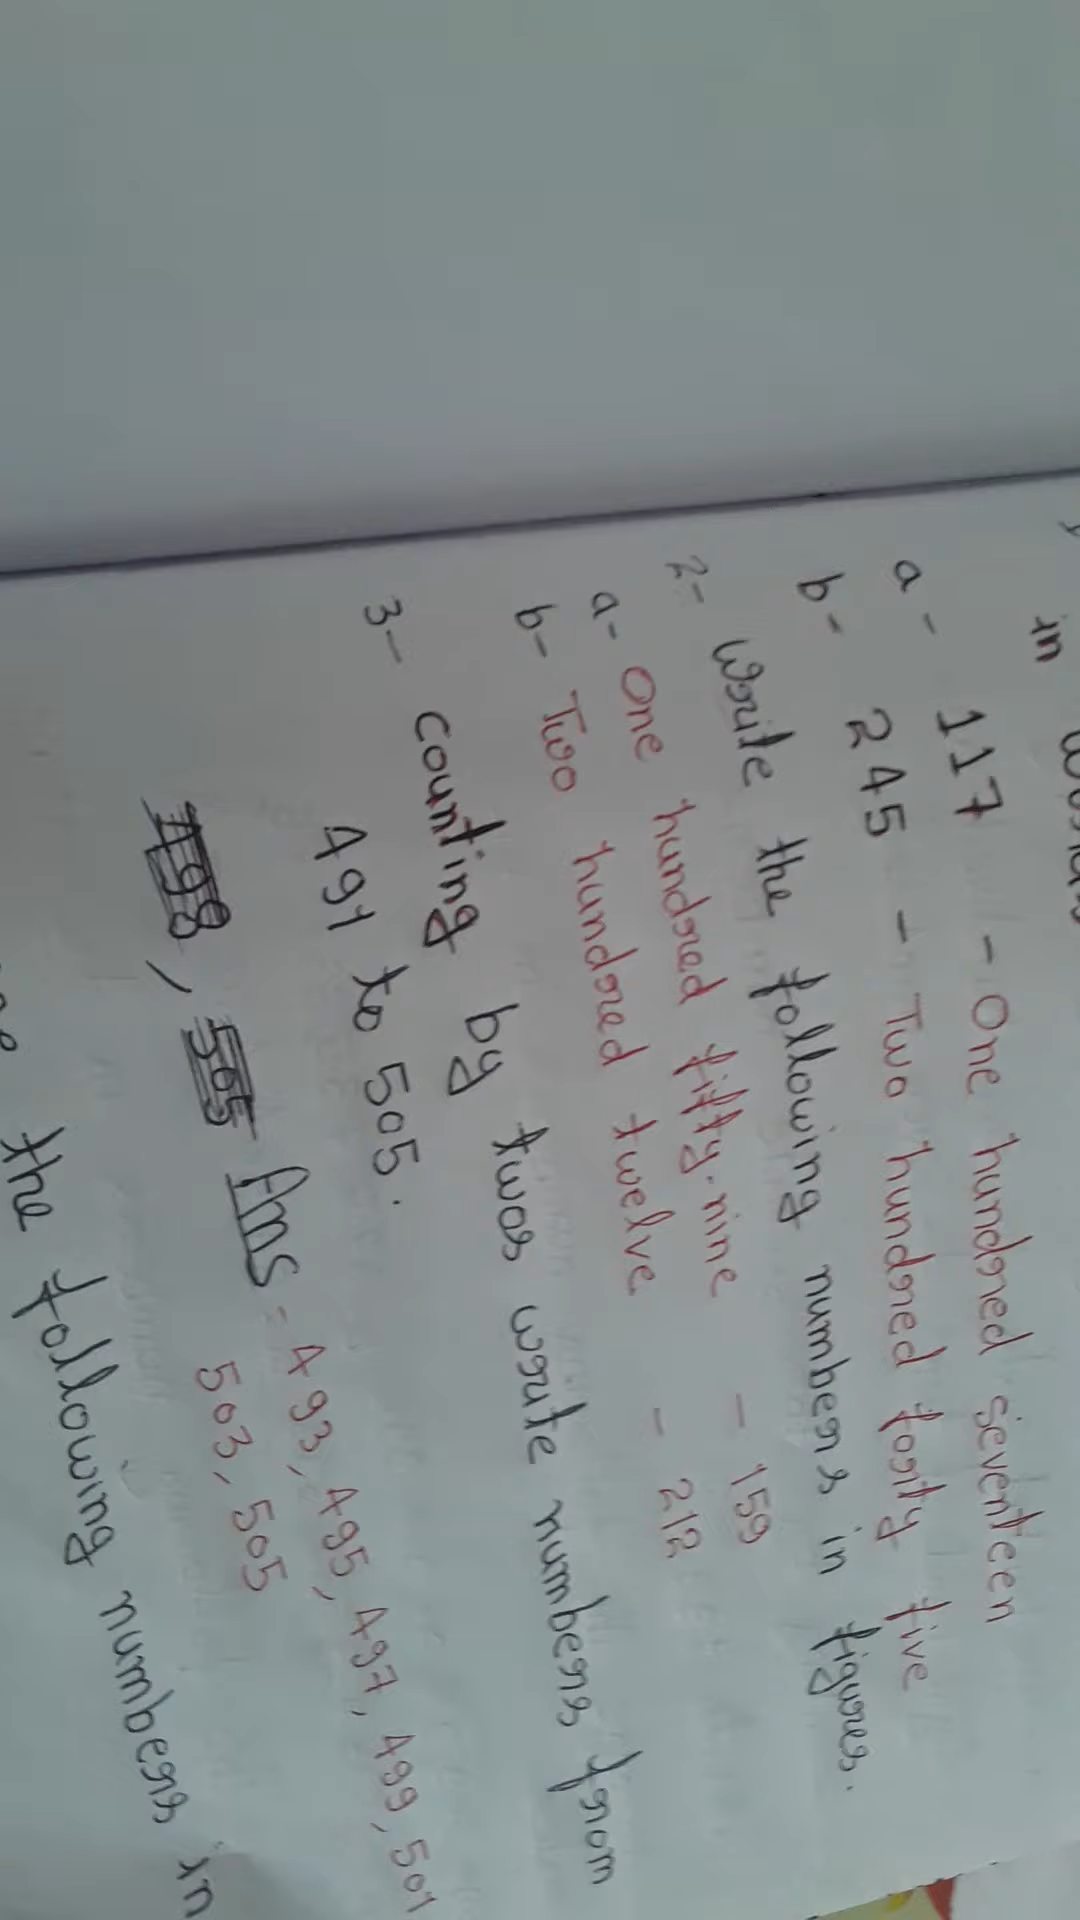 in words
a- 117 - One hundred seventeen
b- 245 - Two hundred forty five
2- Write the following numbers in figures.
a- One hundred fifty-nine - 159
b- Two hundred twelve - 212
3- counting by twos write numbers from
491 to 505.
Ans = 493, 495, 497, 499, 501
503, 505
the following numbers in